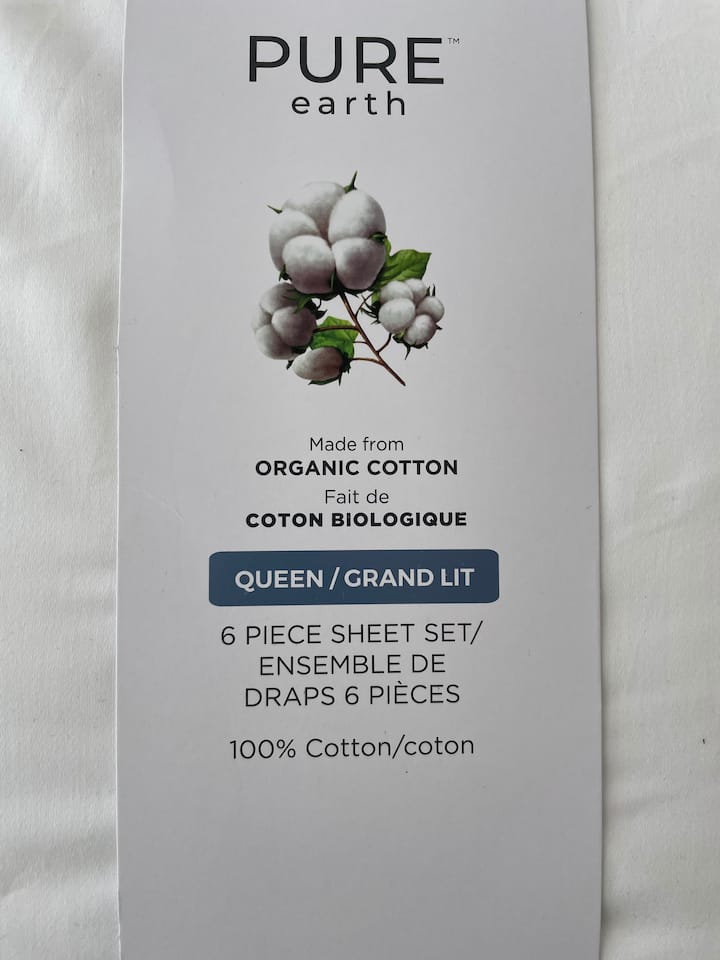 PURE™
earth
Made from
ORGANIC COTTON
Fait de
COTON BIOLOGIQUE
QUEEN / GRAND LIT
6 PIECE SHEET SET/
ENSEMBLE DE
DRAPS 6 PIÈCES
100% Cotton/coton